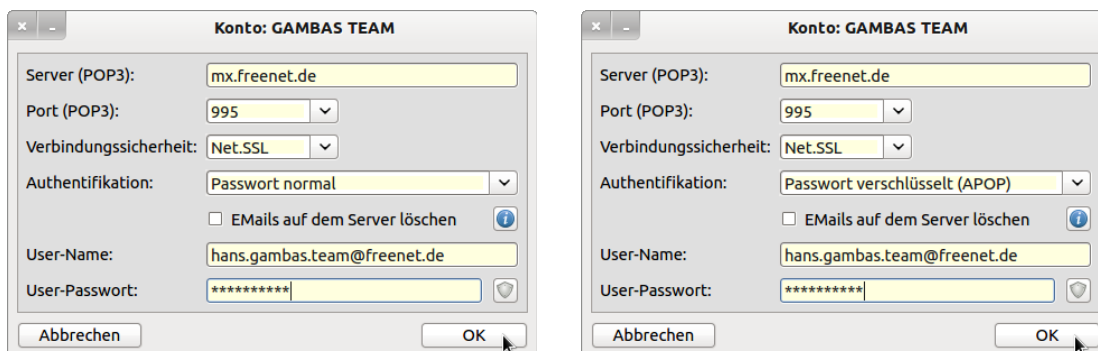 Konto: GAMBAS TEAM
Server (POP3): mx.freenet.de
Port (POP3): 995
Verbindungssicherheit: Net.SSL
Authentifikation: Passwort normal
EMails auf dem Server löschen
User-Name: hans.gambas.team@freenet.de
User-Passwort: **********
Abbrechen OK
Konto: GAMBAS TEAM
Server (POP3): mx.freenet.de
Port (POP3): 995
Verbindungssicherheit: Net.SSL
Authentifikation: Passwort verschlüsselt (APOP)
EMails auf dem Server löschen
User-Name: hans.gambas.team@freenet.de
User-Passwort: **********
Abbrechen OK